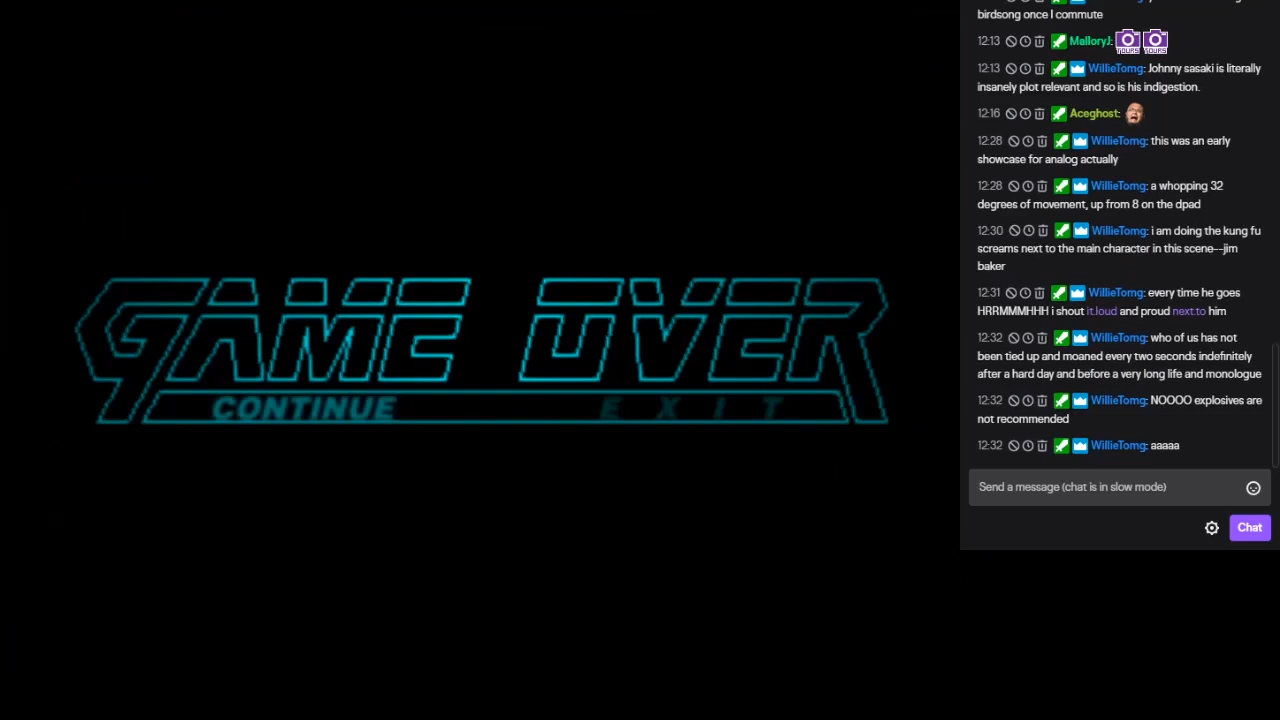 GAME OVER
CONTINUE EXIT
birdsong once I commute
12:13 MalloryJ: YOURS YOURS
12:13 WillieTomg: Johnny sasaki is literally
insanely plot relevant and so is his indigestion.
12:16 Aceghost:
12:28 WillieTomg: this was an early
showcase for analog actually
12:28 WillieTomg: a whopping 32
degrees of movement, up from 8 on the dpad
12:30 WillieTomg: i am doing the kung fu
screams next to the main character in this scene--jim
baker
12:31 WillieTomg: every time he goes
HRRMMMHHH i shout it.loud and proud next.to him
12:32 WillieTomg: who of us has not
been tied up and moaned every two seconds indefinitely
after a hard day and before a very long life and monologue
12:32 WillieTomg: NOOOO explosives are
not recommended
12:32 WillieTomg: aaaaa
Send a message (chat is in slow mode)
Chat